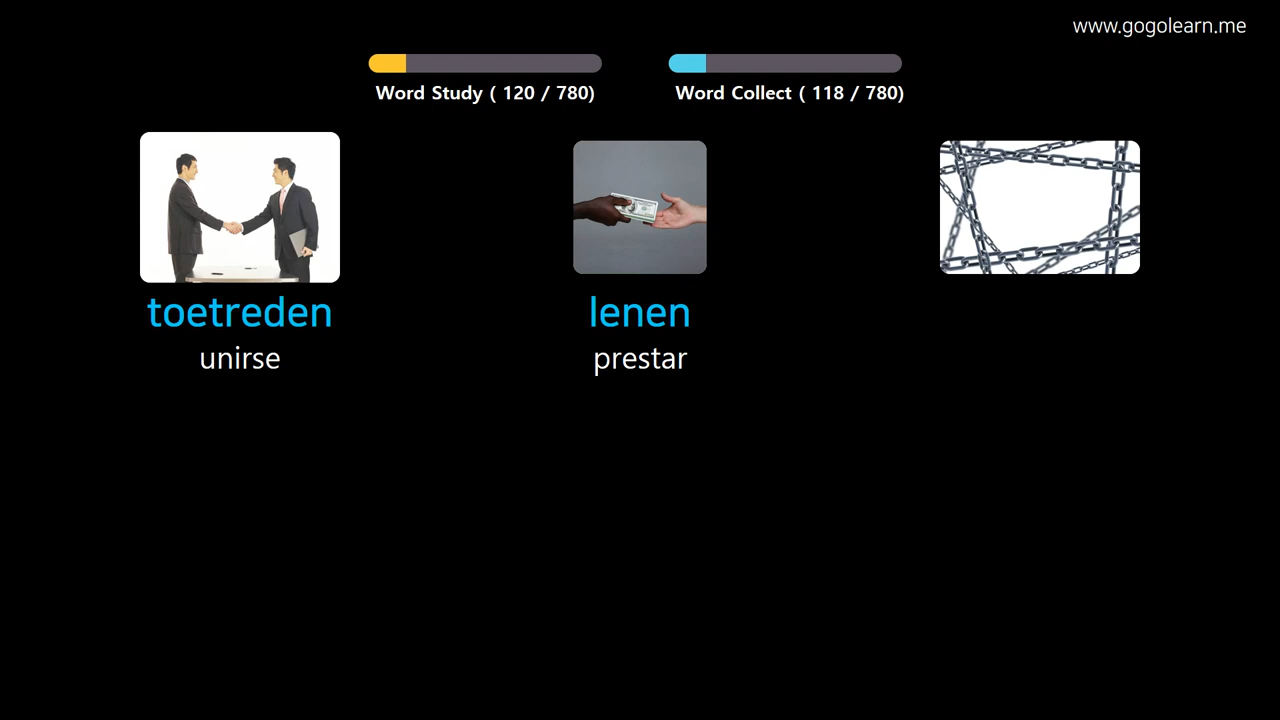 www.gogolearn.me
Word Study ( 120 / 780)
Word Collect ( 118 / 780)
toetreden
lenen
unirse
prestar